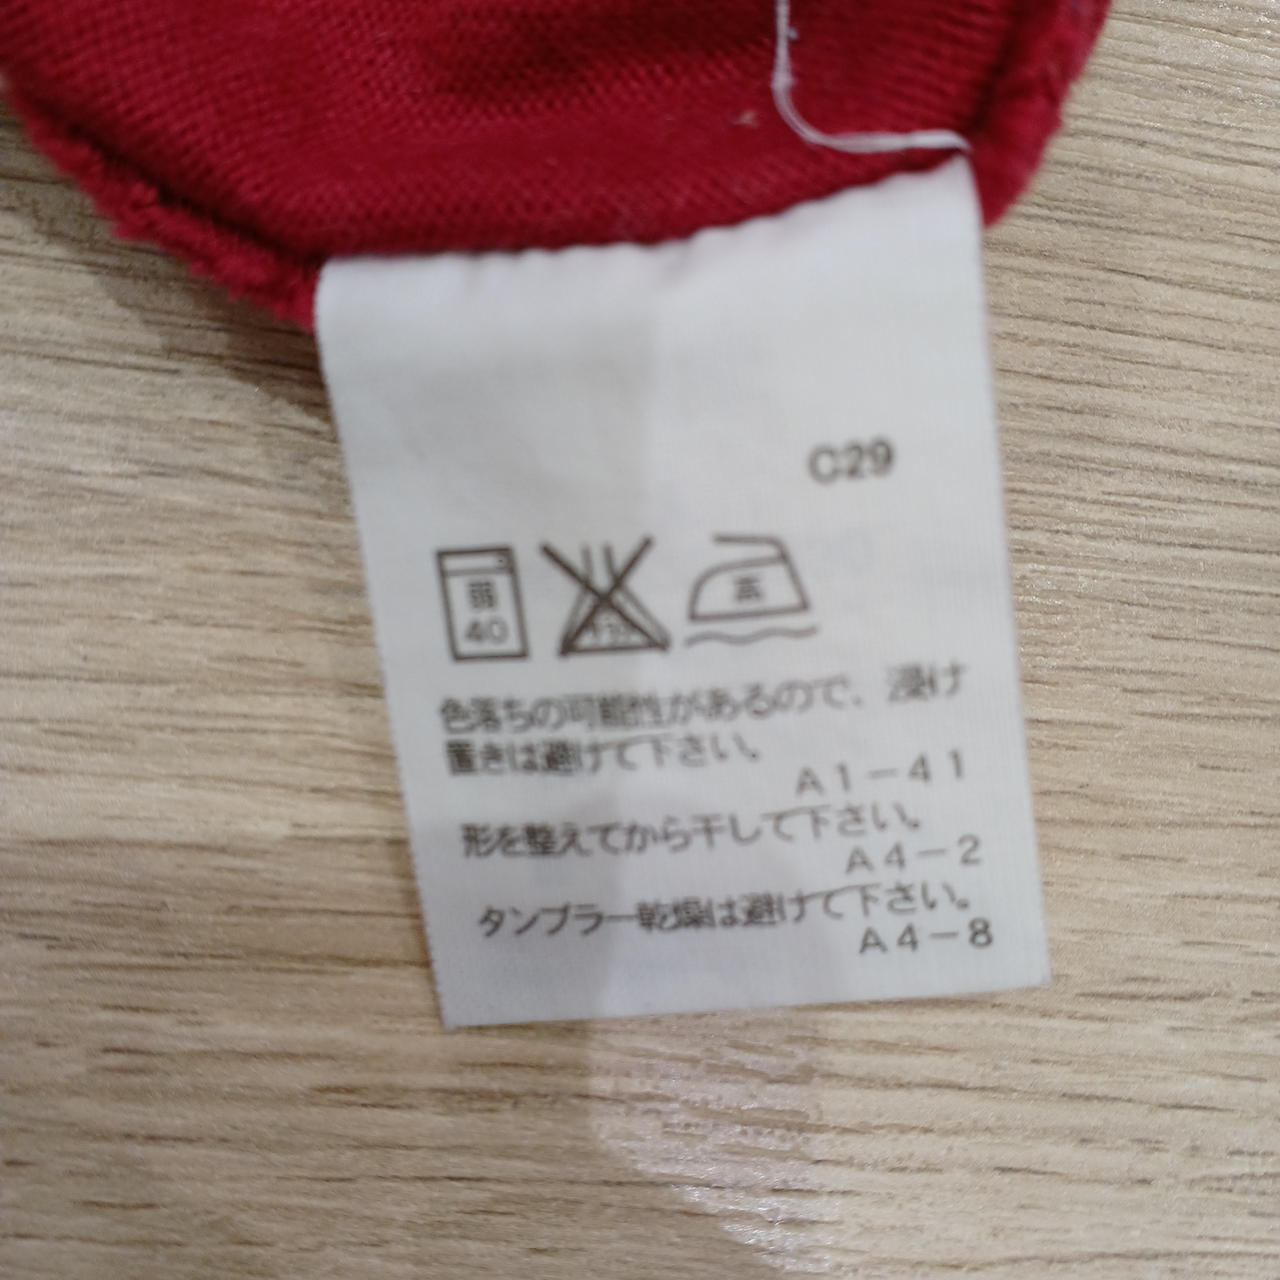 C29
弱
40
高
色落ちの可能性があるので、浸け
置きは避けて下さい。
A1-41
形を整えてから干して下さい。
A4-2
タンブラー乾燥は避けて下さい。
A4-8